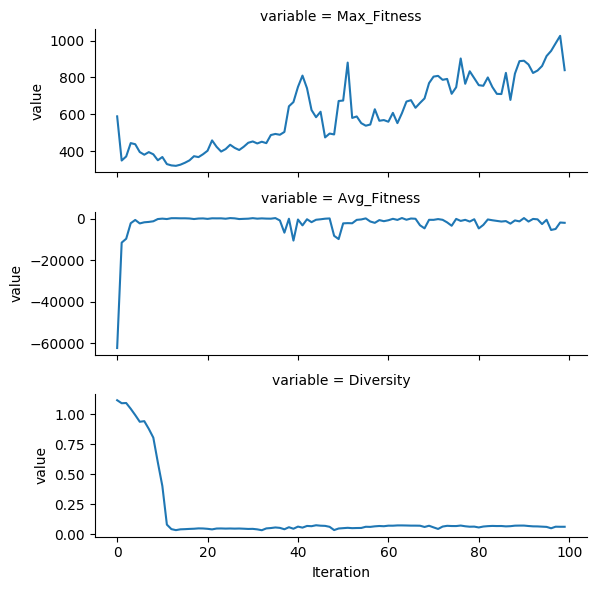 variable = Max_Fitness
1000
800
600
400
value
variable = Avg_Fitness
0
−20000
−40000
−60000
value
variable = Diversity
1.00
0.75
0.50
0.25
0.00
value
0 20 40 60 80 100
Iteration